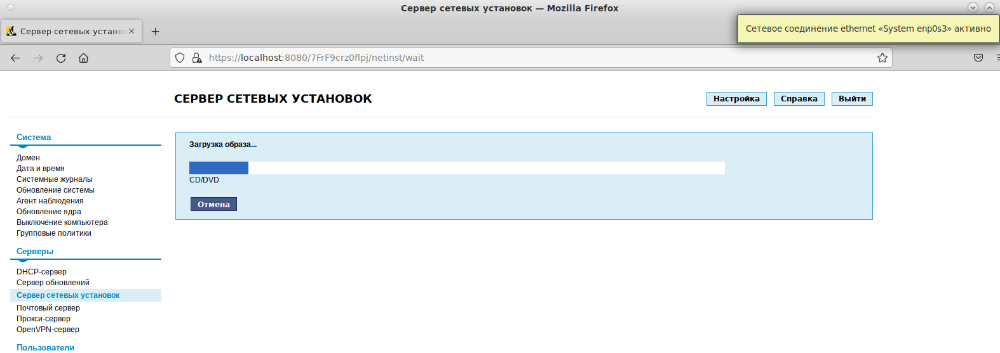 Сервер сетевых установок — Mozilla Firefox
Сервер сетевых установ
Сетевое соединение ethernet «System enp0s3» активно
https://localhost:8080/7FrF9crz0flpj/netinst/wait
СЕРВЕР СЕТЕВЫХ УСТАНОВОК
Настройка
Справка
Выйти
Система
Домен
Дата и время
Системные журналы
Обновление системы
Агент наблюдения
Обновление ядра
Выключение компьютера
Групповые политики
Серверы
DHCP-сервер
Сервер обновлений
Сервер сетевых установок
Почтовый сервер
Прокси-сервер
OpenVPN-сервер
Пользователи
Загрузка образа...
CD/DVD
Отмена